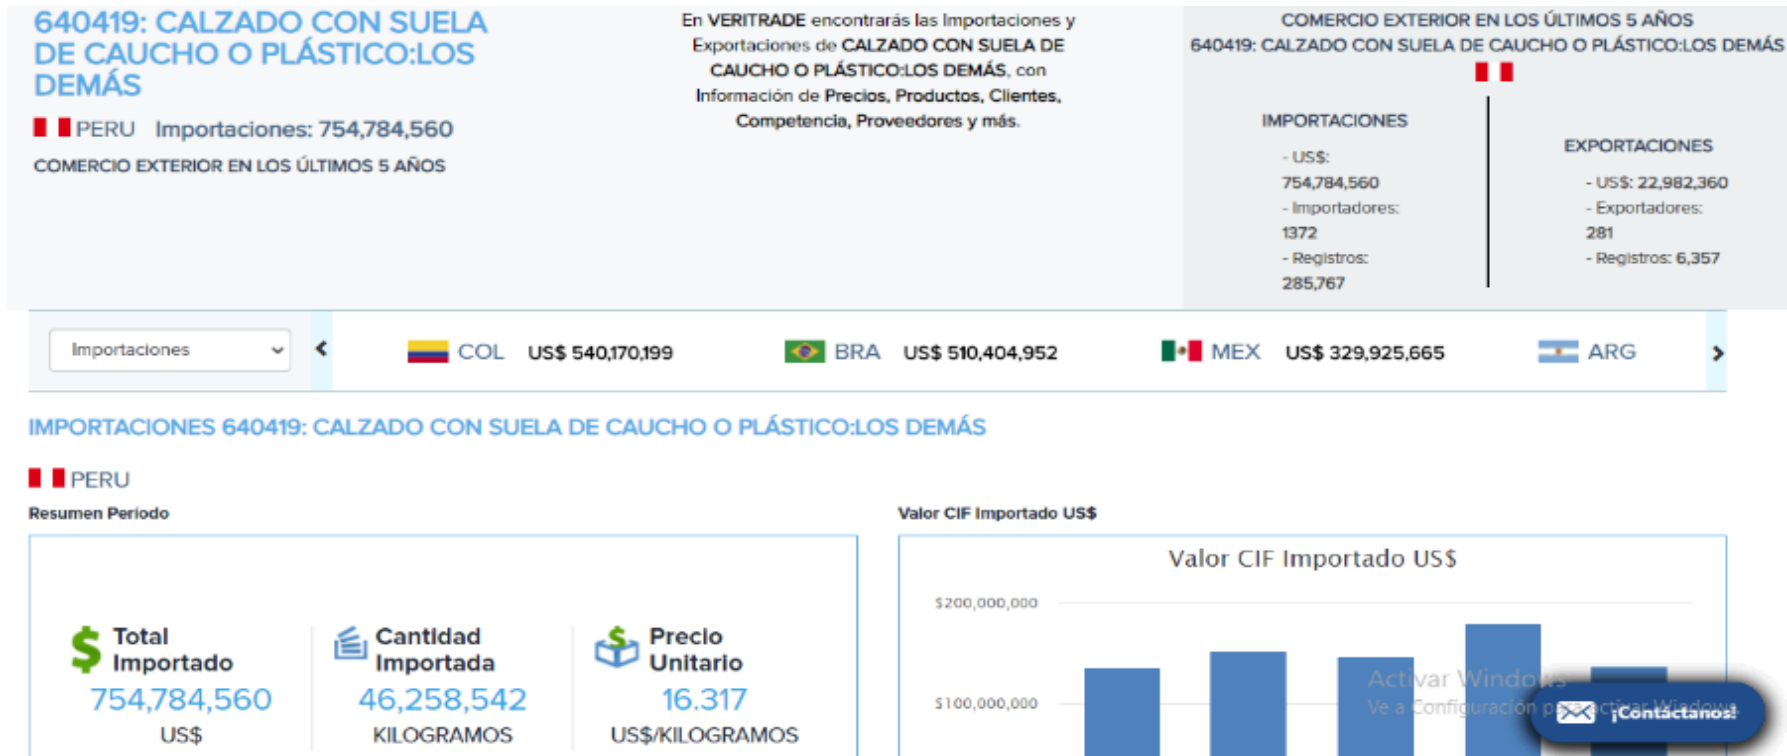 640419: CALZADO CON SUELA
DE CAUCHO O PLÁSTICO:LOS
DEMÁS
PERU Importaciones: 754,784,560
COMERCIO EXTERIOR EN LOS ÚLTIMOS 5 AÑOS
En VERITRADE encontrarás las Importaciones y
Exportaciones de CALZADO CON SUELA DE
CAUCHO O PLÁSTICO:LOS DEMÁS, con
Información de Precios, Productos, Clientes,
Competencia, Proveedores y más.
COMERCIO EXTERIOR EN LOS ÚLTIMOS 5 AÑOS
640419: CALZADO CON SUELA DE CAUCHO O PLÁSTICO:LOS DEMÁS
IMPORTACIONES
- US$:
754,784,560
- Importadores:
1372
- Registros:
285,767
EXPORTACIONES
- US$: 22,982,360
- Exportadores:
281
- Registros: 6,357
Importaciones
COL US$ 540,170,199
BRA US$ 510,404,952
MEX US$ 329,925,665
ARG
IMPORTACIONES 640419: CALZADO CON SUELA DE CAUCHO O PLÁSTICO:LOS DEMÁS
PERU
Resumen Periodo
Total
Importado
754,784,560
US$
Cantidad
Importada
46,258,542
KILOGRAMOS
Precio
Unitario
16.317
US$/KILOGRAMOS
Valor CIF Importado US$
Valor CIF Importado US$
$200,000,000
$100,000,000
Activar Windows
Ve a Configuración para activar Windows.
¡Contáctanos!